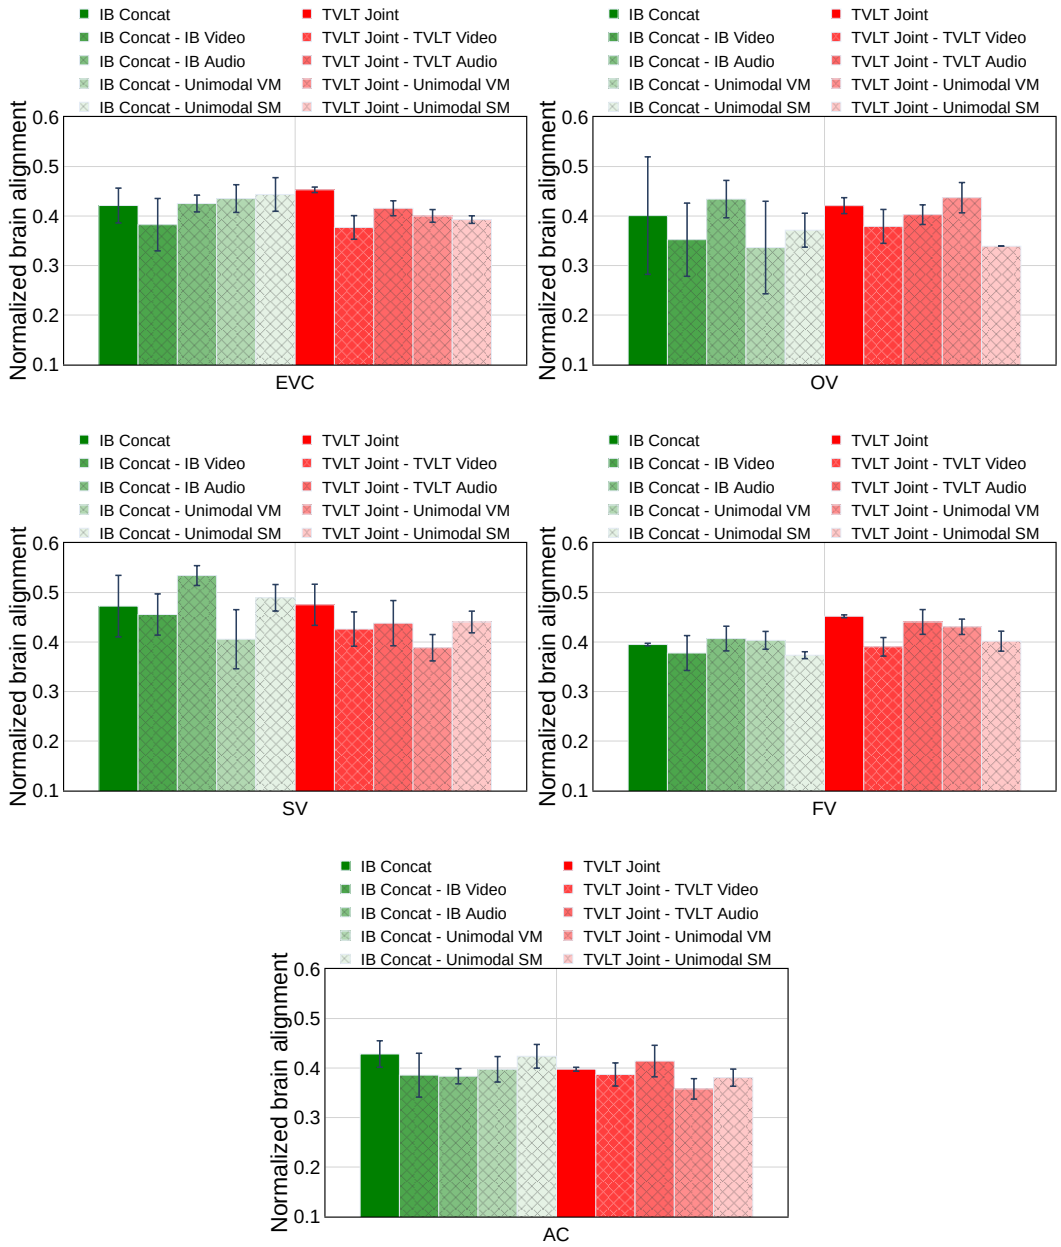 IB Concat
IB Concat - IB Video
IB Concat - IB Audio
IB Concat - Unimodal VM
IB Concat - Unimodal SM
TVLT Joint
TVLT Joint - TVLT Video
TVLT Joint - TVLT Audio
TVLT Joint - Unimodal VM
TVLT Joint - Unimodal SM
Normalized brain alignment
0.6
0.5
0.4
0.3
0.2
0.1
EVC
IB Concat
IB Concat - IB Video
IB Concat - IB Audio
IB Concat - Unimodal VM
IB Concat - Unimodal SM
TVLT Joint
TVLT Joint - TVLT Video
TVLT Joint - TVLT Audio
TVLT Joint - Unimodal VM
TVLT Joint - Unimodal SM
Normalized brain alignment
0.6
0.5
0.4
0.3
0.2
0.1
OV
IB Concat
IB Concat - IB Video
IB Concat - IB Audio
IB Concat - Unimodal VM
IB Concat - Unimodal SM
TVLT Joint
TVLT Joint - TVLT Video
TVLT Joint - TVLT Audio
TVLT Joint - Unimodal VM
TVLT Joint - Unimodal SM
Normalized brain alignment
0.6
0.5
0.4
0.3
0.2
0.1
SV
IB Concat
IB Concat - IB Video
IB Concat - IB Audio
IB Concat - Unimodal VM
IB Concat - Unimodal SM
TVLT Joint
TVLT Joint - TVLT Video
TVLT Joint - TVLT Audio
TVLT Joint - Unimodal VM
TVLT Joint - Unimodal SM
Normalized brain alignment
0.6
0.5
0.4
0.3
0.2
0.1
FV
IB Concat
IB Concat - IB Video
IB Concat - IB Audio
IB Concat - Unimodal VM
IB Concat - Unimodal SM
TVLT Joint
TVLT Joint - TVLT Video
TVLT Joint - TVLT Audio
TVLT Joint - Unimodal VM
TVLT Joint - Unimodal SM
Normalized brain alignment
0.6
0.5
0.4
0.3
0.2
0.1
AC